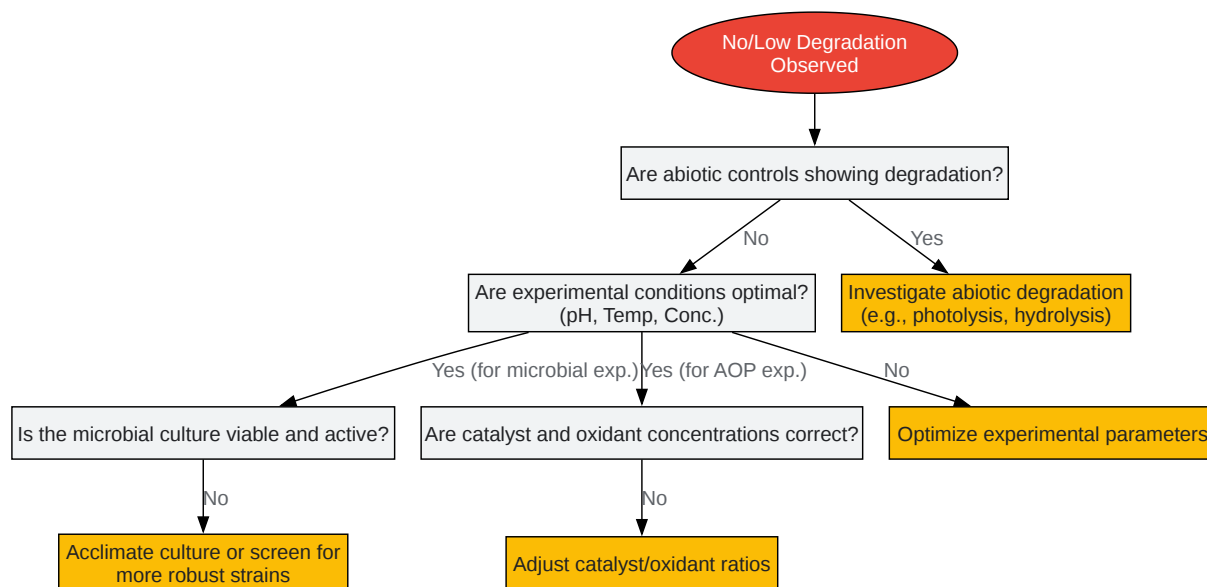 No/Low Degradation
Observed
Are abiotic controls showing degradation?
No
Yes
Are experimental conditions optimal?
(pH, Temp, Conc.)
Investigate abiotic degradation
(e.g., photolysis, hydrolysis)
Yes (for microbial exp.)
Yes (for AOP exp.)
No
Is the microbial culture viable and active?
Are catalyst and oxidant concentrations correct?
Optimize experimental parameters
No
No
Acclimate culture or screen for
more robust strains
Adjust catalyst/oxidant ratios